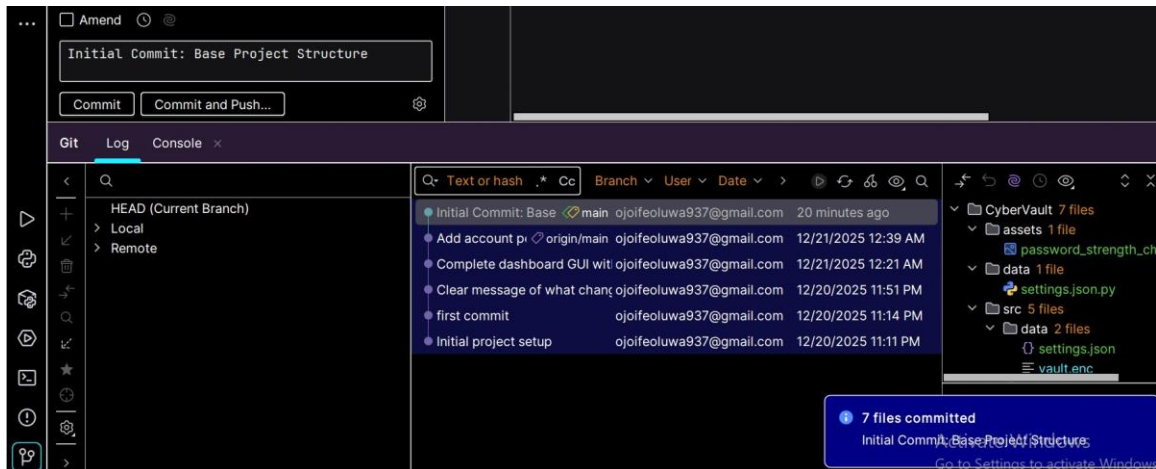 Amend
Initial Commit: Base Project Structure
Commit
Commit and Push...
Git
Log
Console
Text or hash .* Cc
Branch
User
Date
HEAD (Current Branch)
Local
Remote
Initial Commit: Base main ojoifeoluwa937@gmail.com 20 minutes ago
Add account origin/main ojoifeoluwa937@gmail.com 12/21/2025 12:39 AM
Complete dashboard GUI ojoifeoluwa937@gmail.com 12/21/2025 12:21 AM
Clear message of what ojoifeoluwa937@gmail.com 12/20/2025 11:51 PM
first commit ojoifeoluwa937@gmail.com 12/20/2025 11:14 PM
Initial project setup ojoifeoluwa937@gmail.com 12/20/2025 11:11 PM
CyberVault 7 files
assets 1 file
password_strength_ch
data 1 file
settings.json.py
src 5 files
data 2 files
settings.json
vault.enc
7 files committed
Initial Commit: Base Project Structure
Activate Windows
Go to Settings to activate Windows